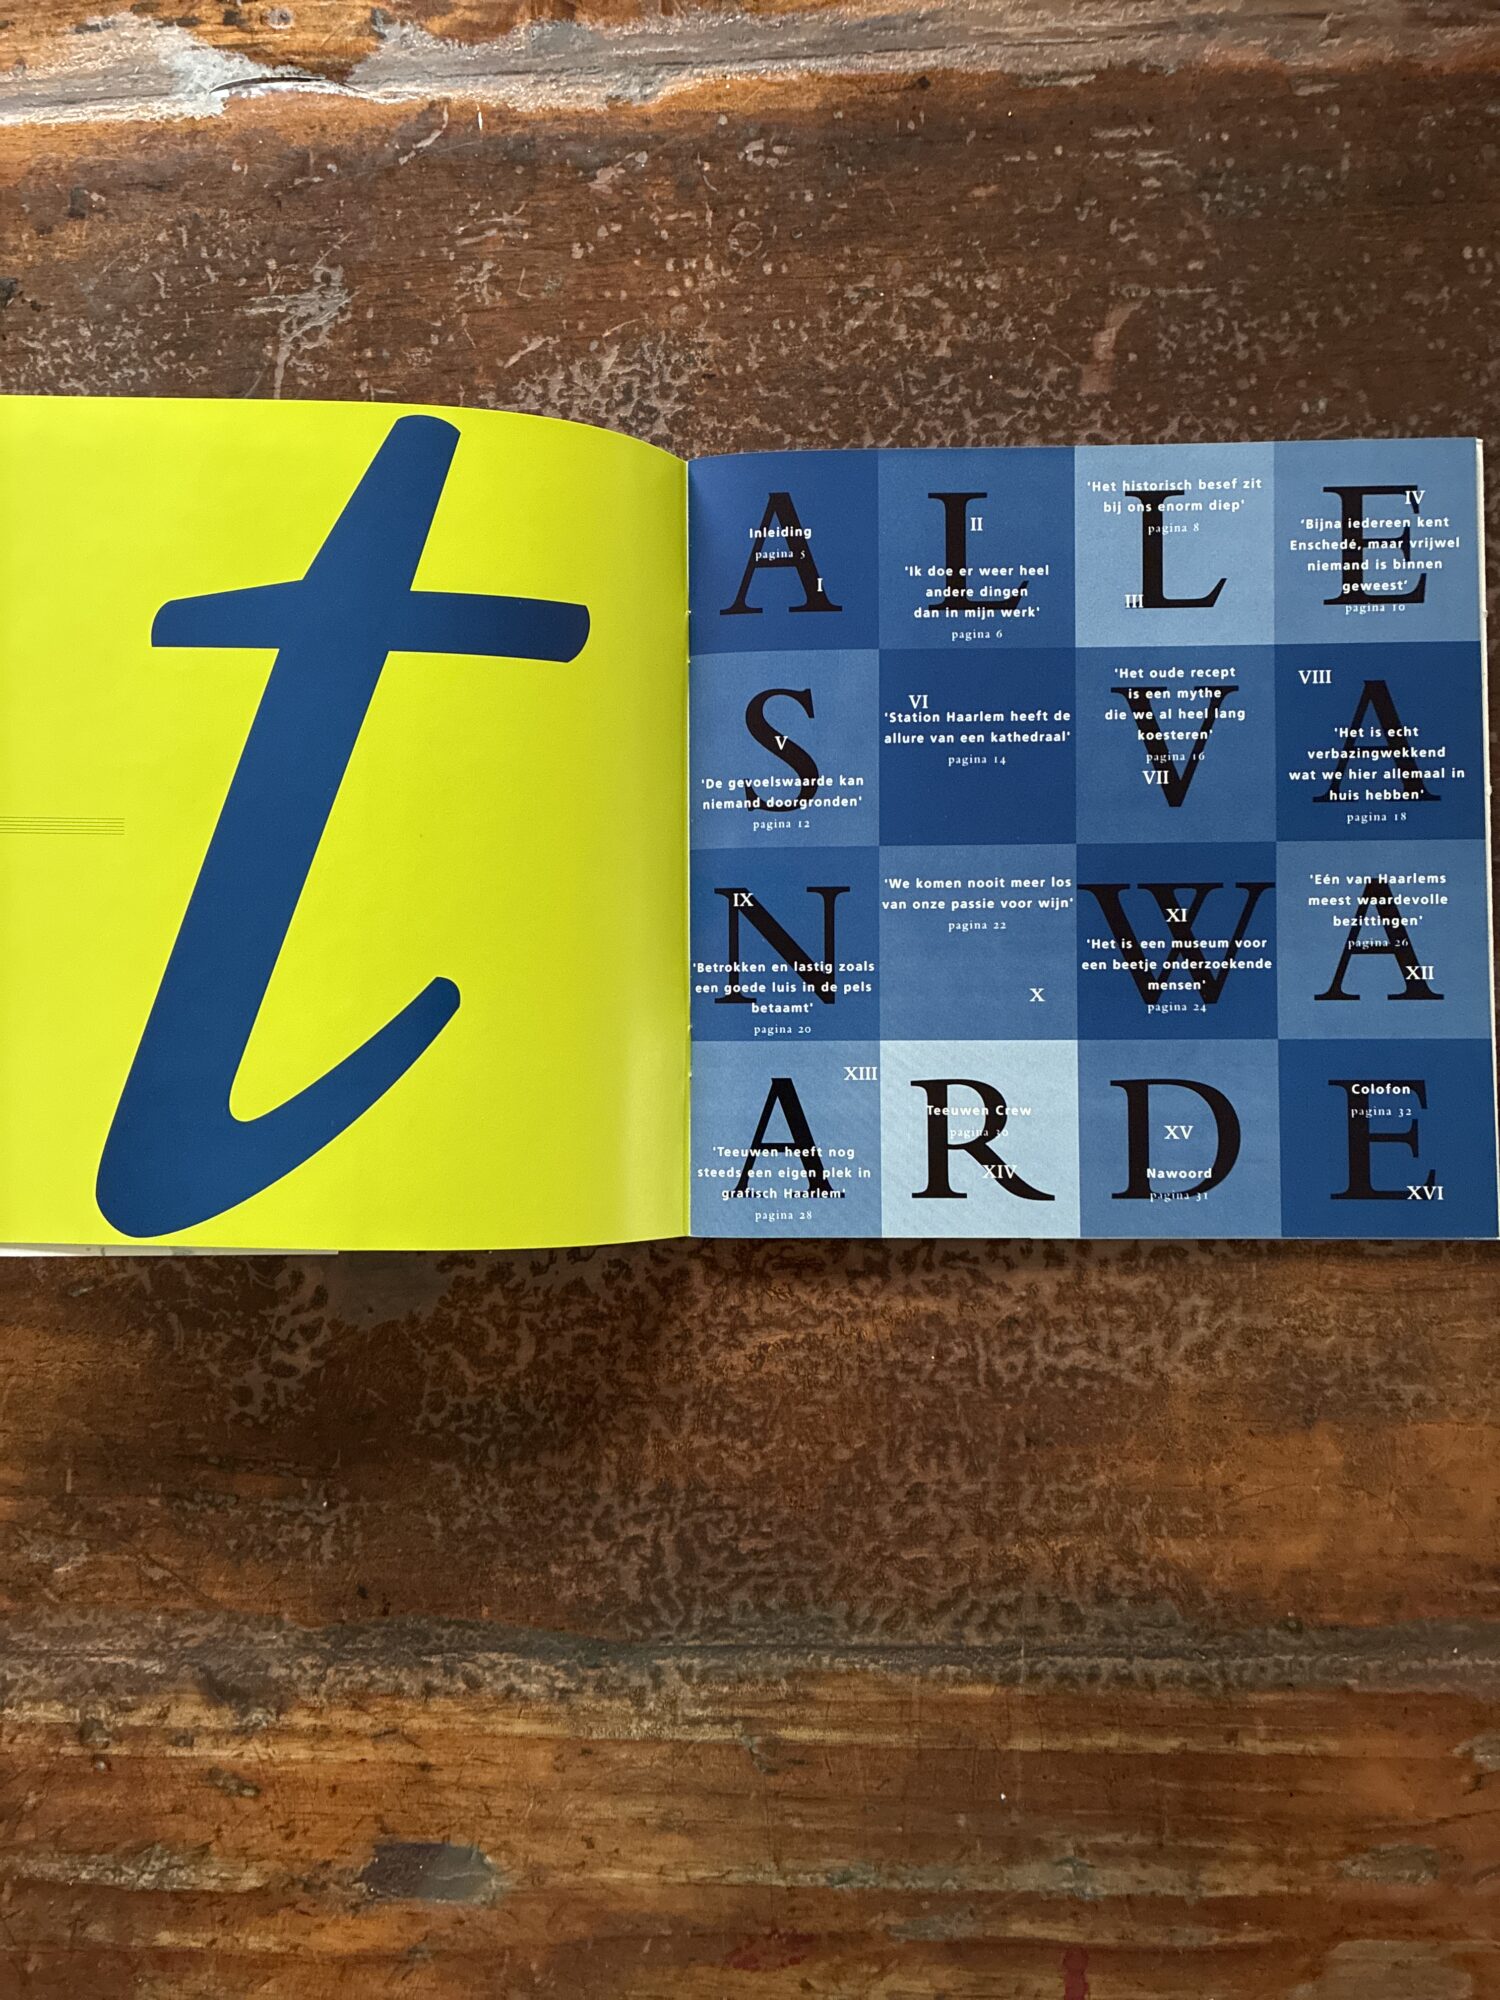 t
A
Inleiding
pagina 5
I
L
II
'Ik doe er weer heel
andere dingen
dan in mijn werk'
pagina 6
L
'Het historisch besef zit
bij ons enorm diep'
pagina 8
III
E
IV
'Bijna iedereen kent
Enschedé, maar vrijwel
niemand is binnen
geweest'
pagina 10
S
V
'De gevoelswaarde kan
niemand doorgronden'
pagina 12
VI
'Station Haarlem heeft de
allure van een kathedraal'
pagina 14
V
'Het oude recept
is een mythe
die we al heel lang
koesteren'
pagina 16
VII
A
VIII
'Het is echt
verbazingwekkend
wat we hier allemaal in
huis hebben'
pagina 18
N
IX
'Betrokken en lastig zoals
een goede luis in de pels
betaamt'
pagina 20
'We komen nooit meer los
van onze passie voor wijn'
pagina 22
X
W
XI
'Het is een museum voor
een beetje onderzoekende
mensen'
pagina 24
A
'Eén van Haarlems
meest waardevolle
bezittingen'
pagina 26
XII
A
XIII
'Teeuwen heeft nog
steeds een eigen plek in
grafisch Haarlem'
pagina 28
R
Teeuwen Crew
pagina 30
XIV
D
XV
Nawoord
pagina 31
E
Colofon
pagina 32
XVI